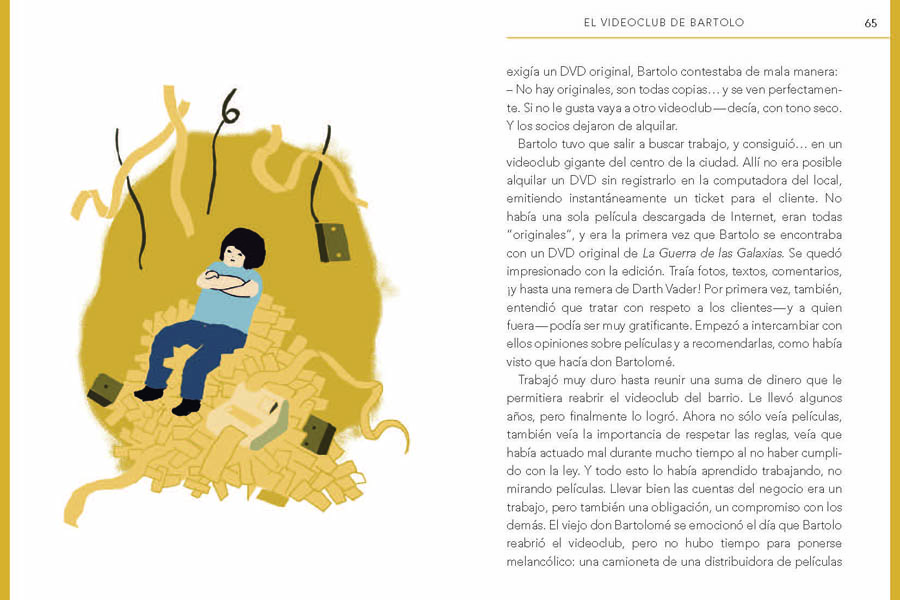 EL VIDEOCLUB DE BARTOLO 65
exigía un DVD original, Bartolo contestaba de mala manera:
– No hay originales, son todas copias… y se ven perfectamen-
te. Si no le gusta vaya a otro videoclub — decía, con tono seco.
Y los socios dejaron de alquilar.
Bartolo tuvo que salir a buscar trabajo, y consiguió… en un
videoclub gigante del centro de la ciudad. Allí no era posible
alquilar un DVD sin registrarlo en la computadora del local,
emitiendo instantáneamente un ticket para el cliente. No
había una sola película descargada de Internet, eran todas
“originales”, y era la primera vez que Bartolo se encontraba
con un DVD original de La Guerra de las Galaxias. Se quedó
impresionado con la edición. Traía fotos, textos, comentarios,
¡y hasta una remera de Darth Vader! Por primera vez, también,
entendió que tratar con respeto a los clientes — y a quien
fuera — podía ser muy gratificante. Empezó a intercambiar con
ellos opiniones sobre películas y a recomendarlas, como había
visto que hacía don Bartolomé.
Trabajó muy duro hasta reunir una suma de dinero que le
permitiera reabrir el videoclub del barrio. Le llevó algunos
años, pero finalmente lo logró. Ahora no sólo veía películas,
también veía la importancia de respetar las reglas, veía que
había actuado mal durante mucho tiempo al no haber cumpli-
do con la ley. Y todo esto lo había aprendido trabajando, no
mirando películas. Llevar bien las cuentas del negocio era un
trabajo, pero también una obligación, un compromiso con los
demás. El viejo don Bartolomé se emocionó el día que Bartolo
reabrió el videoclub, pero no hubo tiempo para ponerse
melancólico: una camioneta de una distribuidora de películas